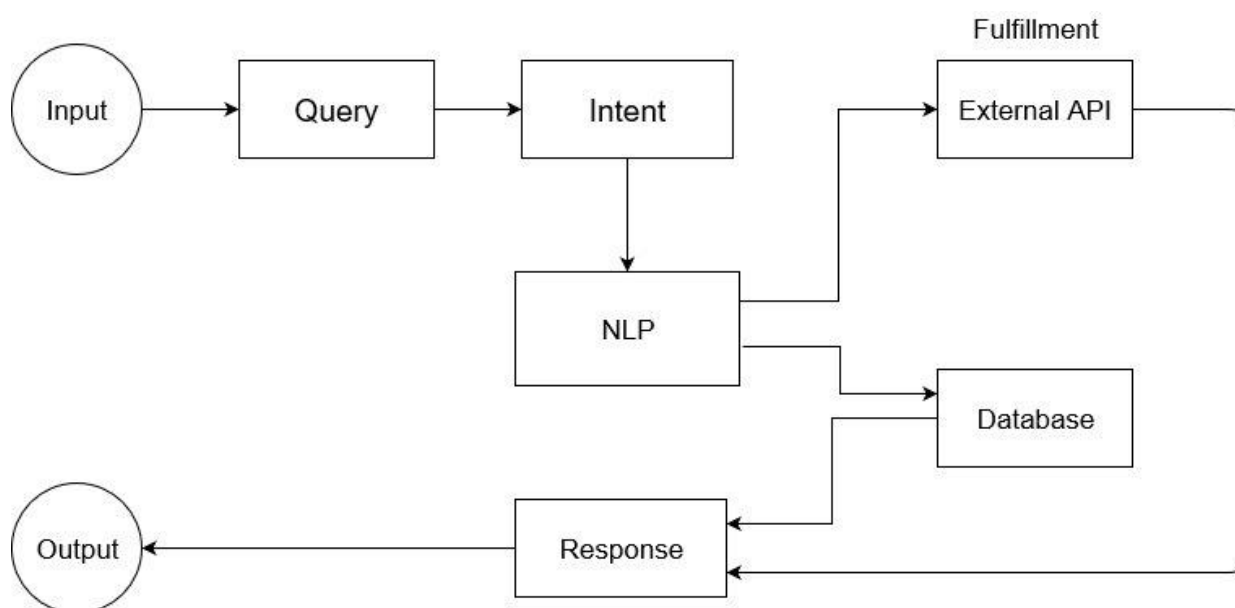 Fulfillment
Input
Query
Intent
External API
NLP
Database
Output
Response